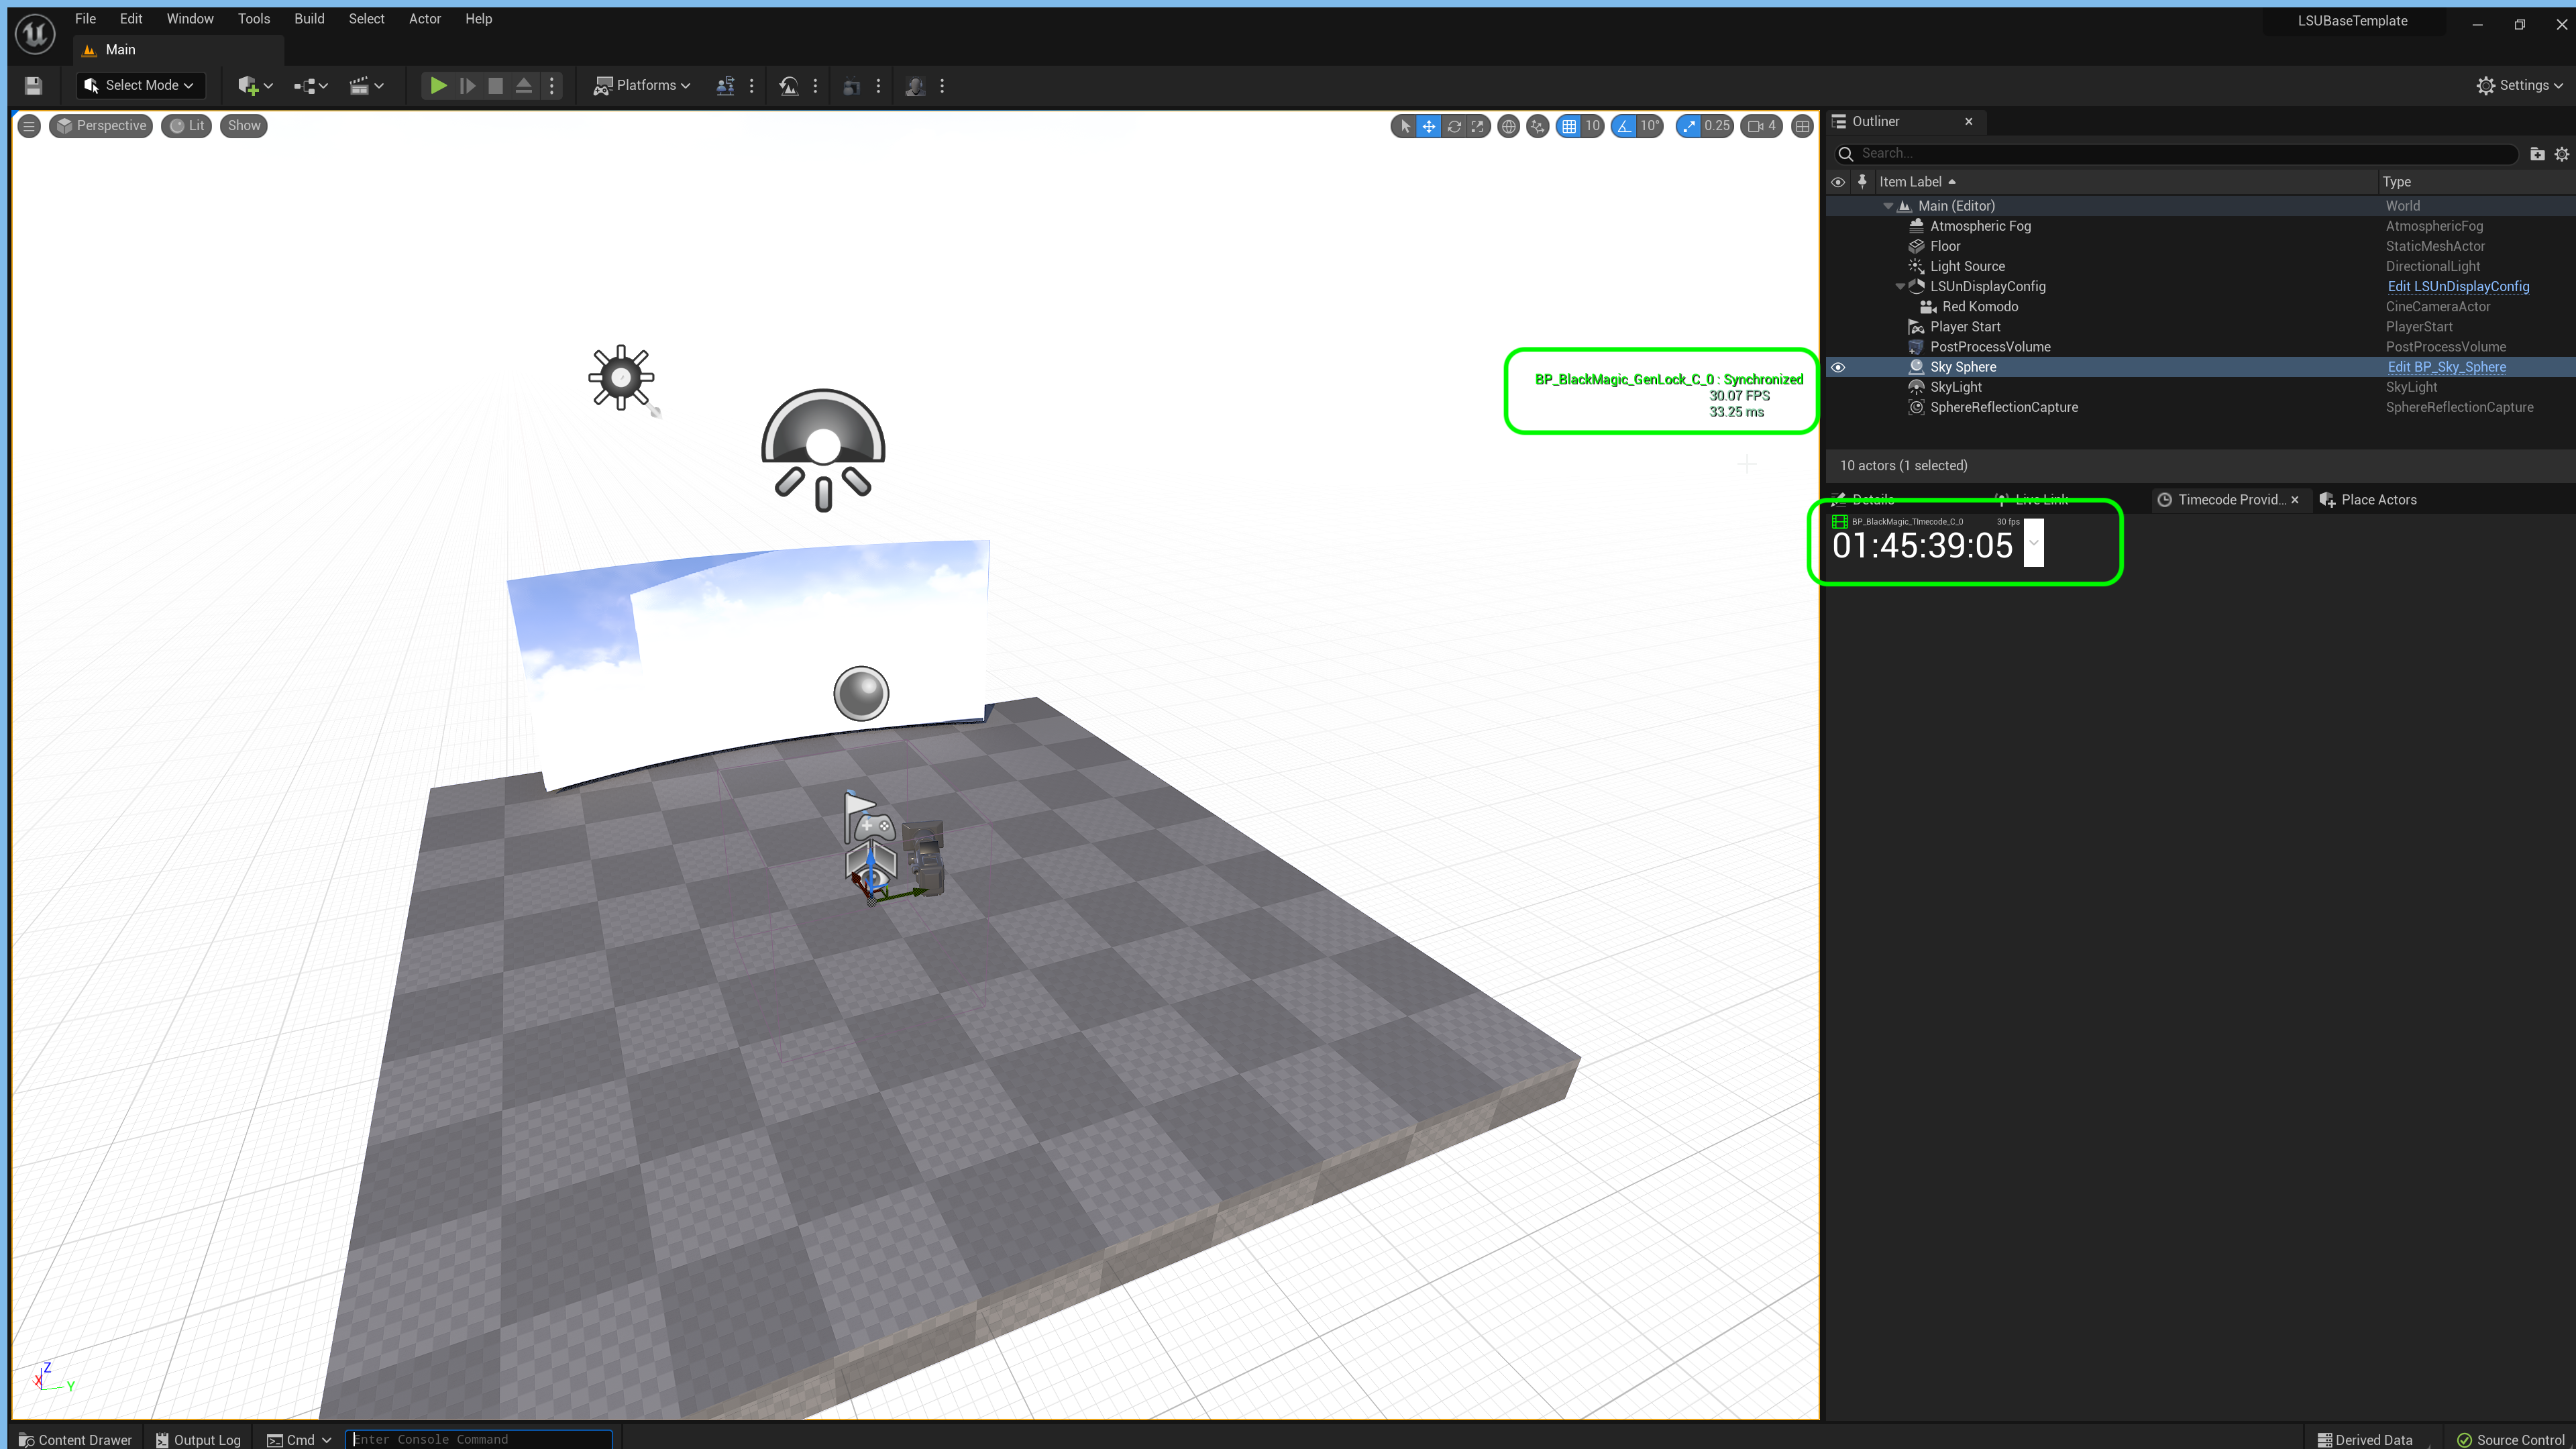 File Edit Window Tools Build Select Actor Help
LSUBaseTemplate
Main
Select Mode
Platforms
Settings
Perspective Lit Show
10 10° 0.25 4
Outliner
Search...
Item Label Type
Main (Editor) World
Atmospheric Fog AtmosphericFog
Floor StaticMeshActor
Light Source DirectionalLight
LSUnDisplayConfig Edit LSUnDisplayConfig
Red Komodo CineCameraActor
Player Start PlayerStart
PostProcessVolume PostProcessVolume
Sky Sphere Edit BP_Sky_Sphere
SkyLight SkyLight
SphereReflectionCapture SphereReflectionCapture
BP_BlackMagic_GenLock_C_0 : Synchronized
30.07 FPS
33.25 ms
10 actors (1 selected)
Details Live Link Timecode Provid... Place Actors
BP_BlackMagic_TImecode_C_0 30 fps
01:45:39:05
Z
X
Y
Content Drawer Output Log Cmd Enter Console Command
Derived Data Source Control